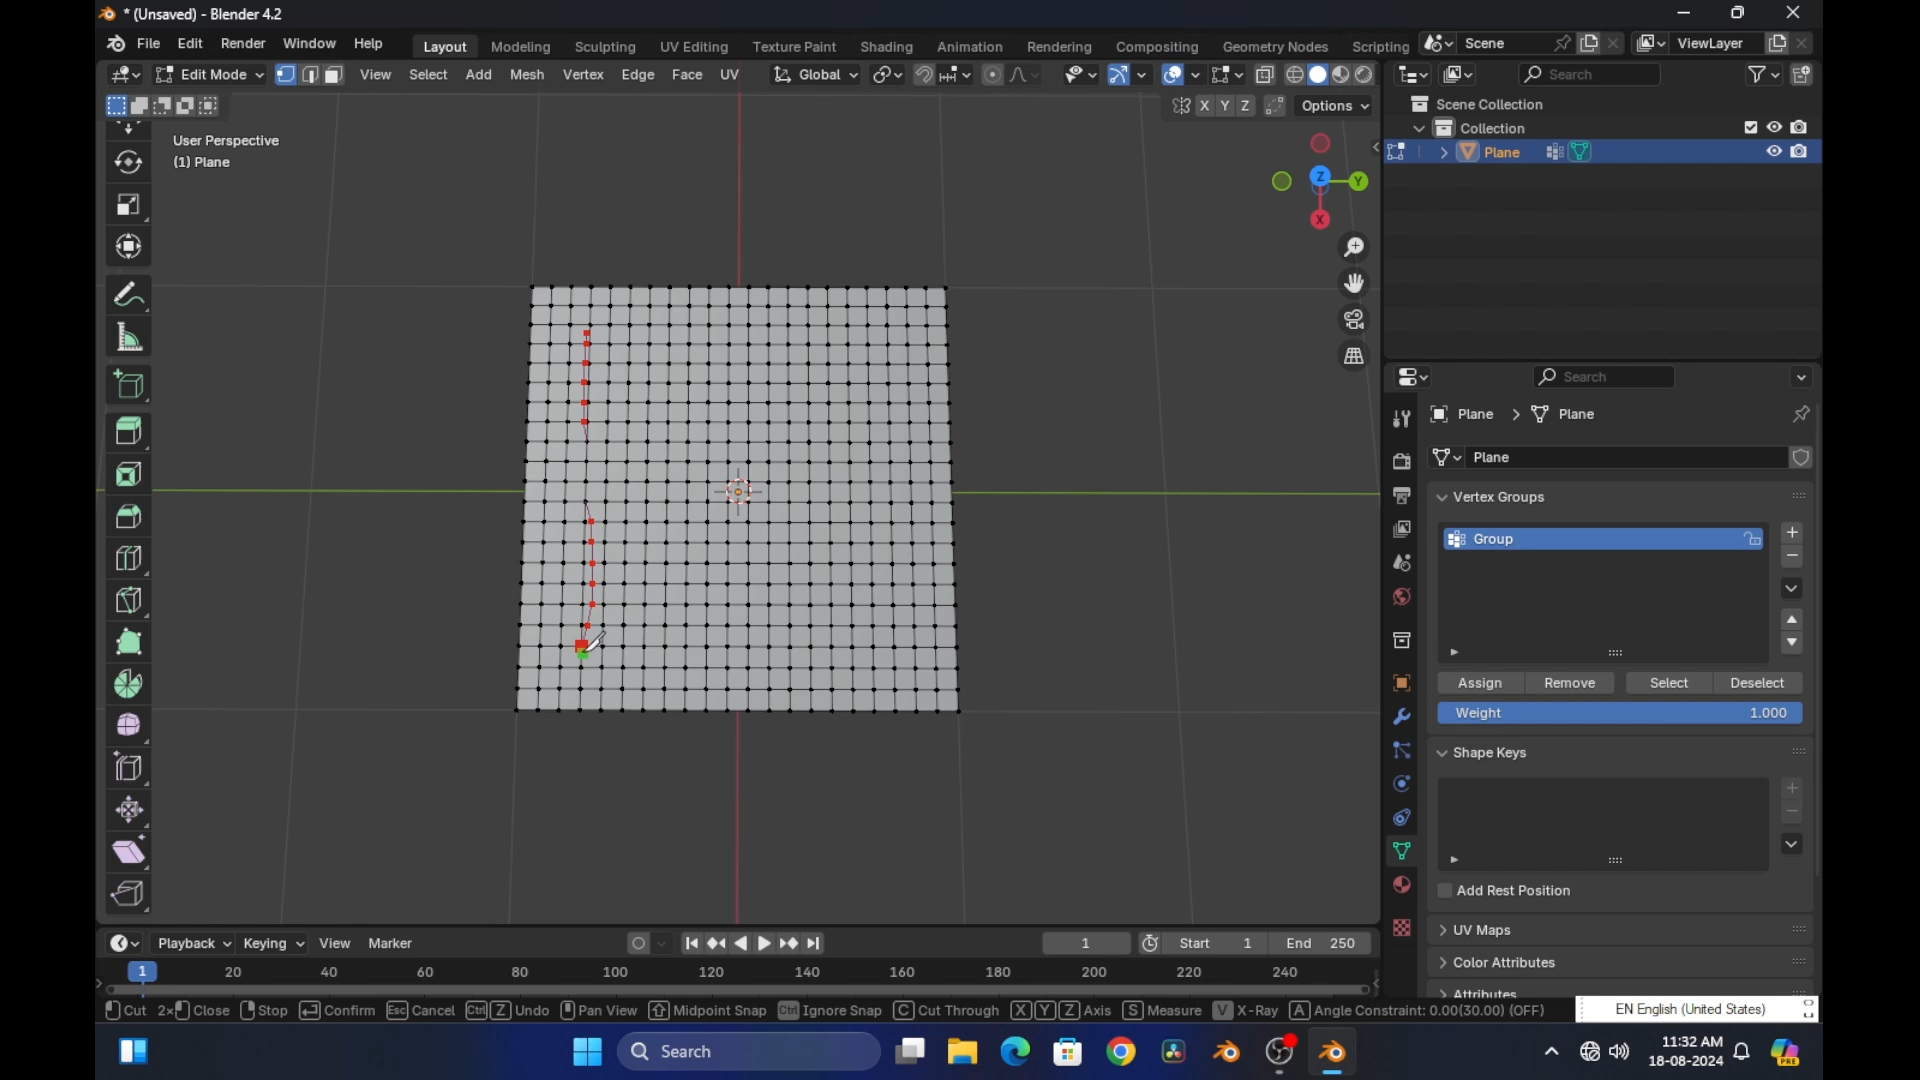 * (Unsaved) - Blender 4.2
File Edit Render Window Help Layout Modeling Sculpting UV Editing Texture Paint Shading Animation Rendering Compositing Geometry Nodes Scripting Scene ViewLayer
Edit Mode View Select Add Mesh Vertex Edge Face UV Global Search
X Y Z Options
Scene Collection
User Perspective
Collection
(1) Plane
Plane
Z Y
X
Search
Plane > Plane
Plane
Vertex Groups
Group
Assign Remove Select Deselect
Weight 1.000
Shape Keys
Add Rest Position
UV Maps
Playback Keying View Marker 1 Start 1 End 250
Color Attributes
1 20 40 60 80 100 120 140 160 180 200 220 240
Attributes
Cut 2x Close Stop Confirm Esc Cancel Ctrl Z Undo Pan View Midpoint Snap Ctrl Ignore Snap C Cut Through X Y Z Axis S Measure V X-Ray A Angle Constraint: 0.00(30.00) (OFF)
EN English (United States)
Search
11:32 AM
18-08-2024
PRE